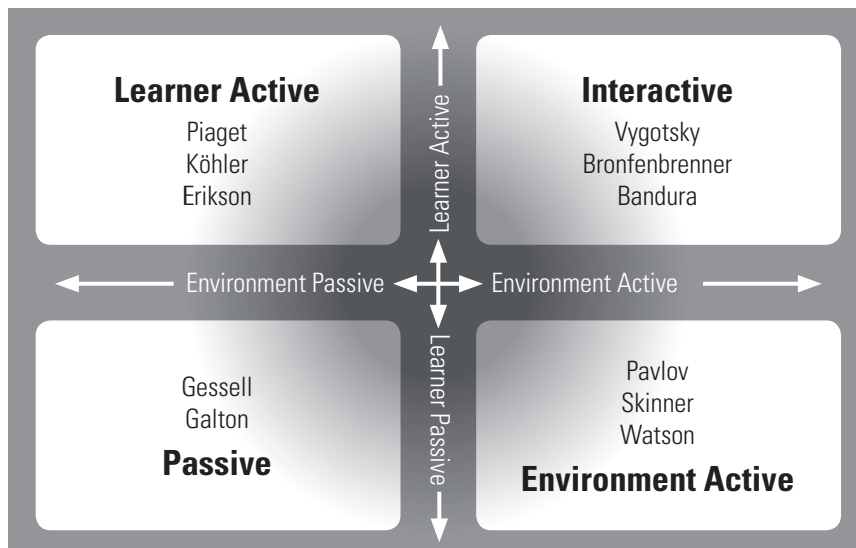 Learner Active
Piaget
Köhler
Erikson
Interactive
Vygotsky
Bronfenbrenner
Bandura
Learner Active
Environment Passive
Environment Active
Learner Passive
Gessell
Galton
Passive
Pavlov
Skinner
Watson
Environment Active